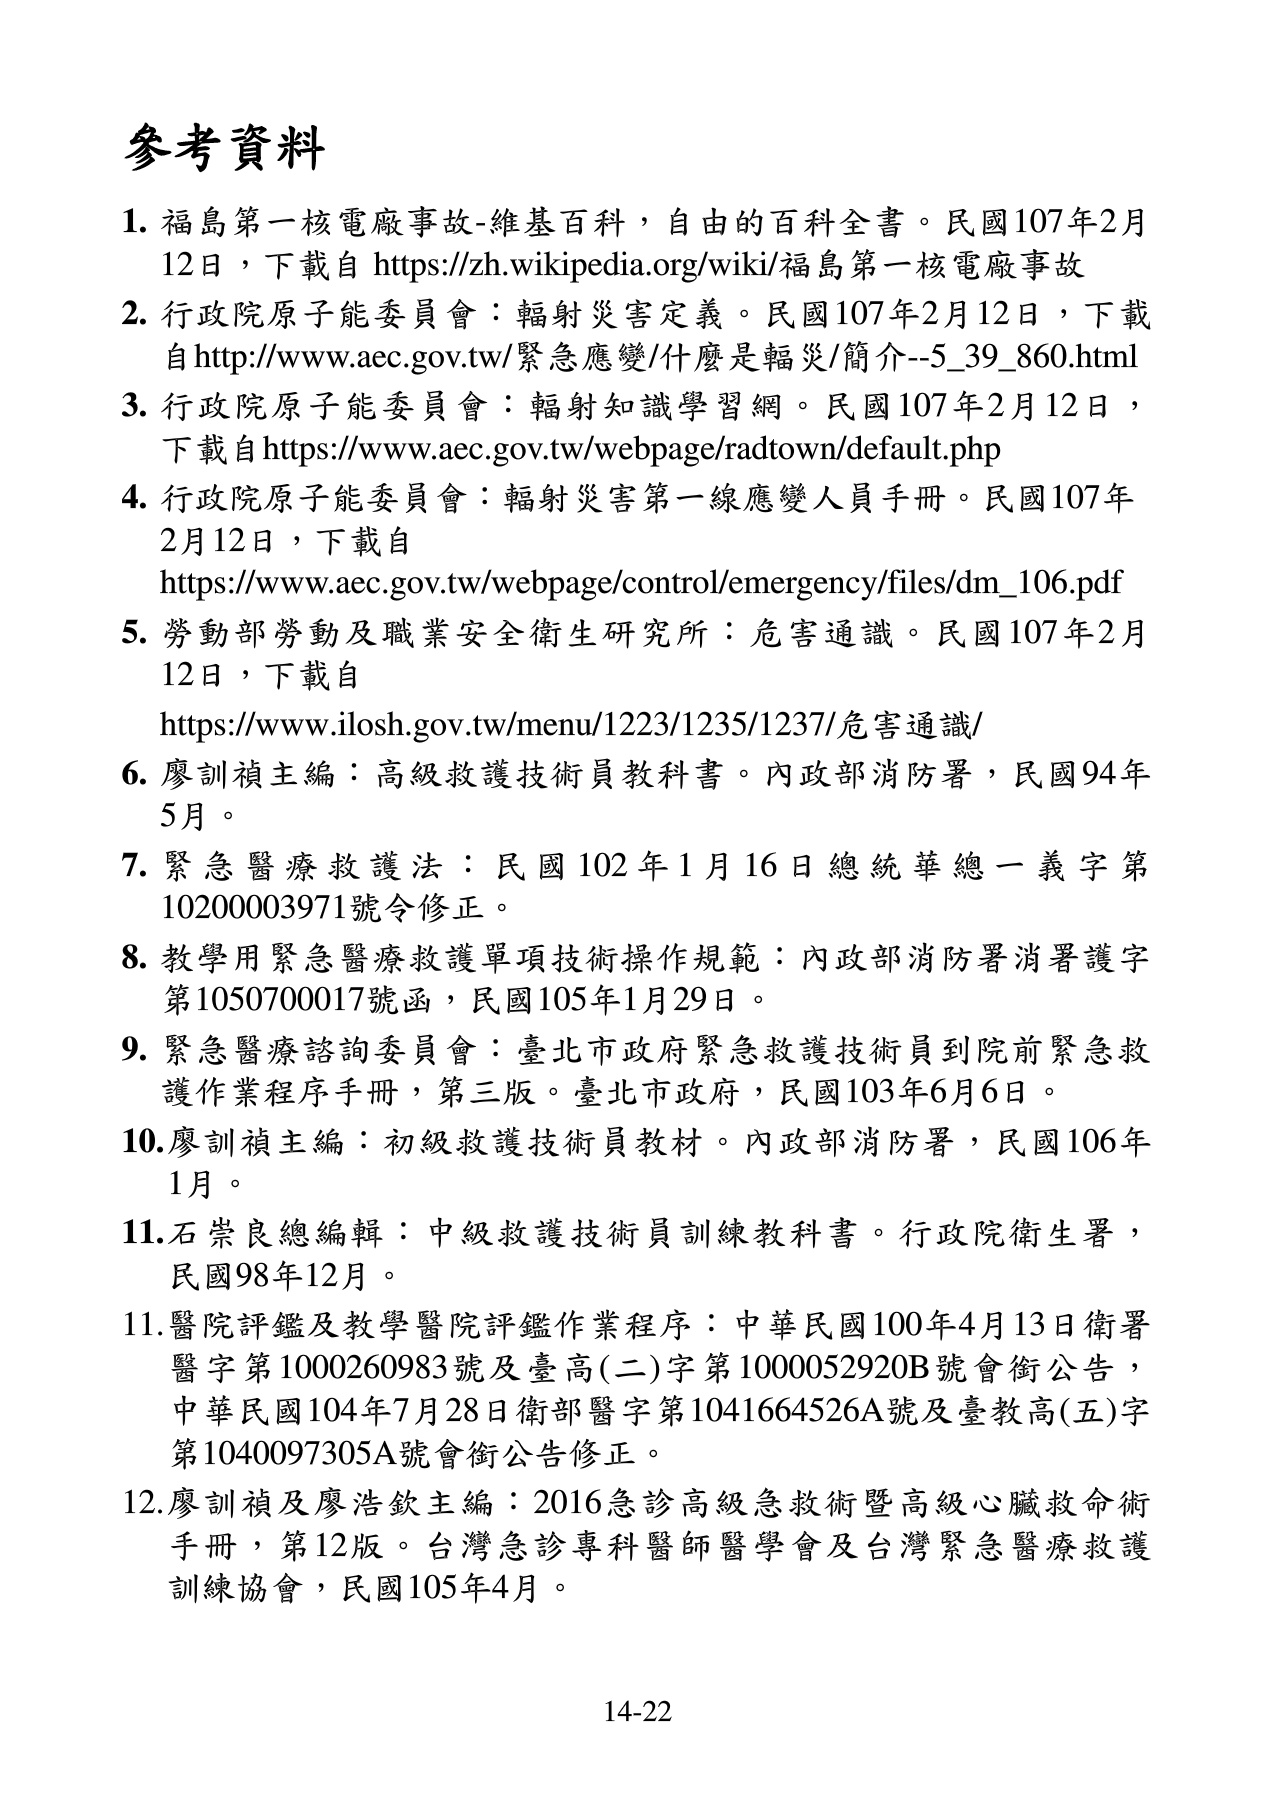 參考資料
1. 福島第一核電廠事故-維基百科，自由的百科全書。民國107年2月
12日，下載自 https://zh.wikipedia.org/wiki/福島第一核電廠事故
2. 行政院原子能委員會：輻射災害定義。民國107年2月12日，下載
自http://www.aec.gov.tw/緊急應變/什麼是輻災/簡介--5_39_860.html
3. 行政院原子能委員會：輻射知識學習網。民國107年2月12日，
下載自https://www.aec.gov.tw/webpage/radtown/default.php
4. 行政院原子能委員會：輻射災害第一線應變人員手冊。民國107年
2月12日，下載自
https://www.aec.gov.tw/webpage/control/emergency/files/dm_106.pdf
5. 勞動部勞動及職業安全衛生研究所：危害通識。民國107年2月
12日，下載自
https://www.ilosh.gov.tw/menu/1223/1235/1237/危害通識/
6. 廖訓禎主編：高級救護技術員教科書。內政部消防署，民國94年
5月。
7. 緊急醫療救護法：民國102年1月16日總統華總一義字第
10200003971號令修正。
8. 教學用緊急醫療救護單項技術操作規範：內政部消防署消署護字
第1050700017號函，民國105年1月29日。
9. 緊急醫療諮詢委員會：臺北市政府緊急救護技術員到院前緊急救
護作業程序手冊，第三版。臺北市政府，民國103年6月6日。
10.廖訓禎主編：初級救護技術員教材。內政部消防署，民國106年
1月。
11.石崇良總編輯：中級救護技術員訓練教科書。行政院衛生署，
民國98年12月。
11.醫院評鑑及教學醫院評鑑作業程序：中華民國100年4月13日衛署
醫字第1000260983號及臺高(二)字第1000052920B號會銜公告，
中華民國104年7月28日衛部醫字第1041664526A號及臺教高(五)字
第1040097305A號會銜公告修正。
12.廖訓禎及廖浩欽主編：2016急診高級急救術暨高級心臟救命術
手冊，第12版。台灣急診專科醫師醫學會及台灣緊急醫療救護
訓練協會，民國105年4月。
14-22